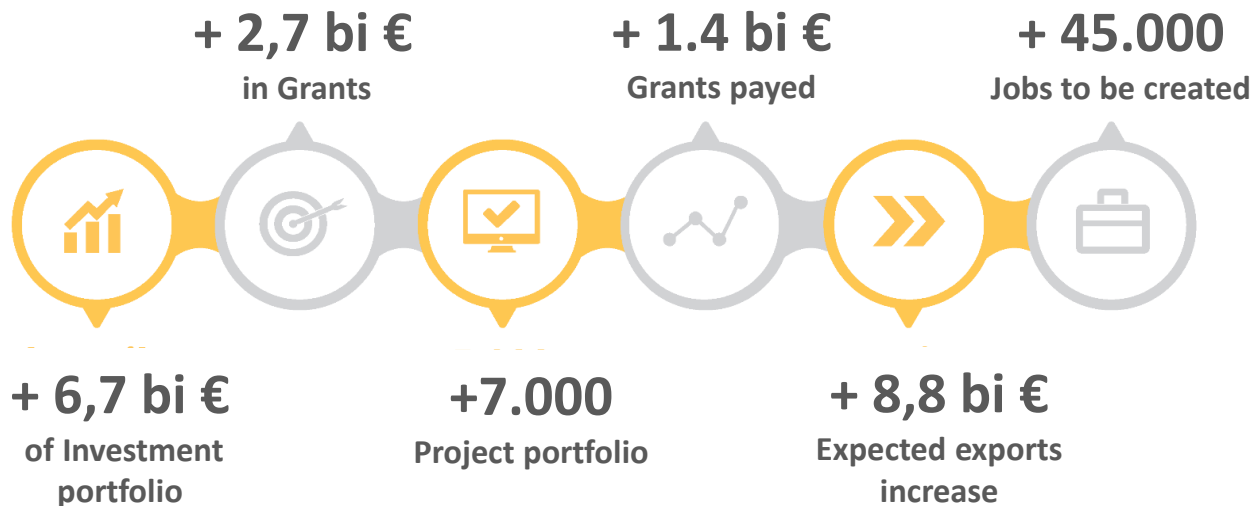 + 2,7 bi €
in Grants
+ 1.4 bi €
Grants payed
+ 45.000
Jobs to be created
+ 6,7 bi €
of Investment
portfolio
+7.000
Project portfolio
+ 8,8 bi €
Expected exports
increase